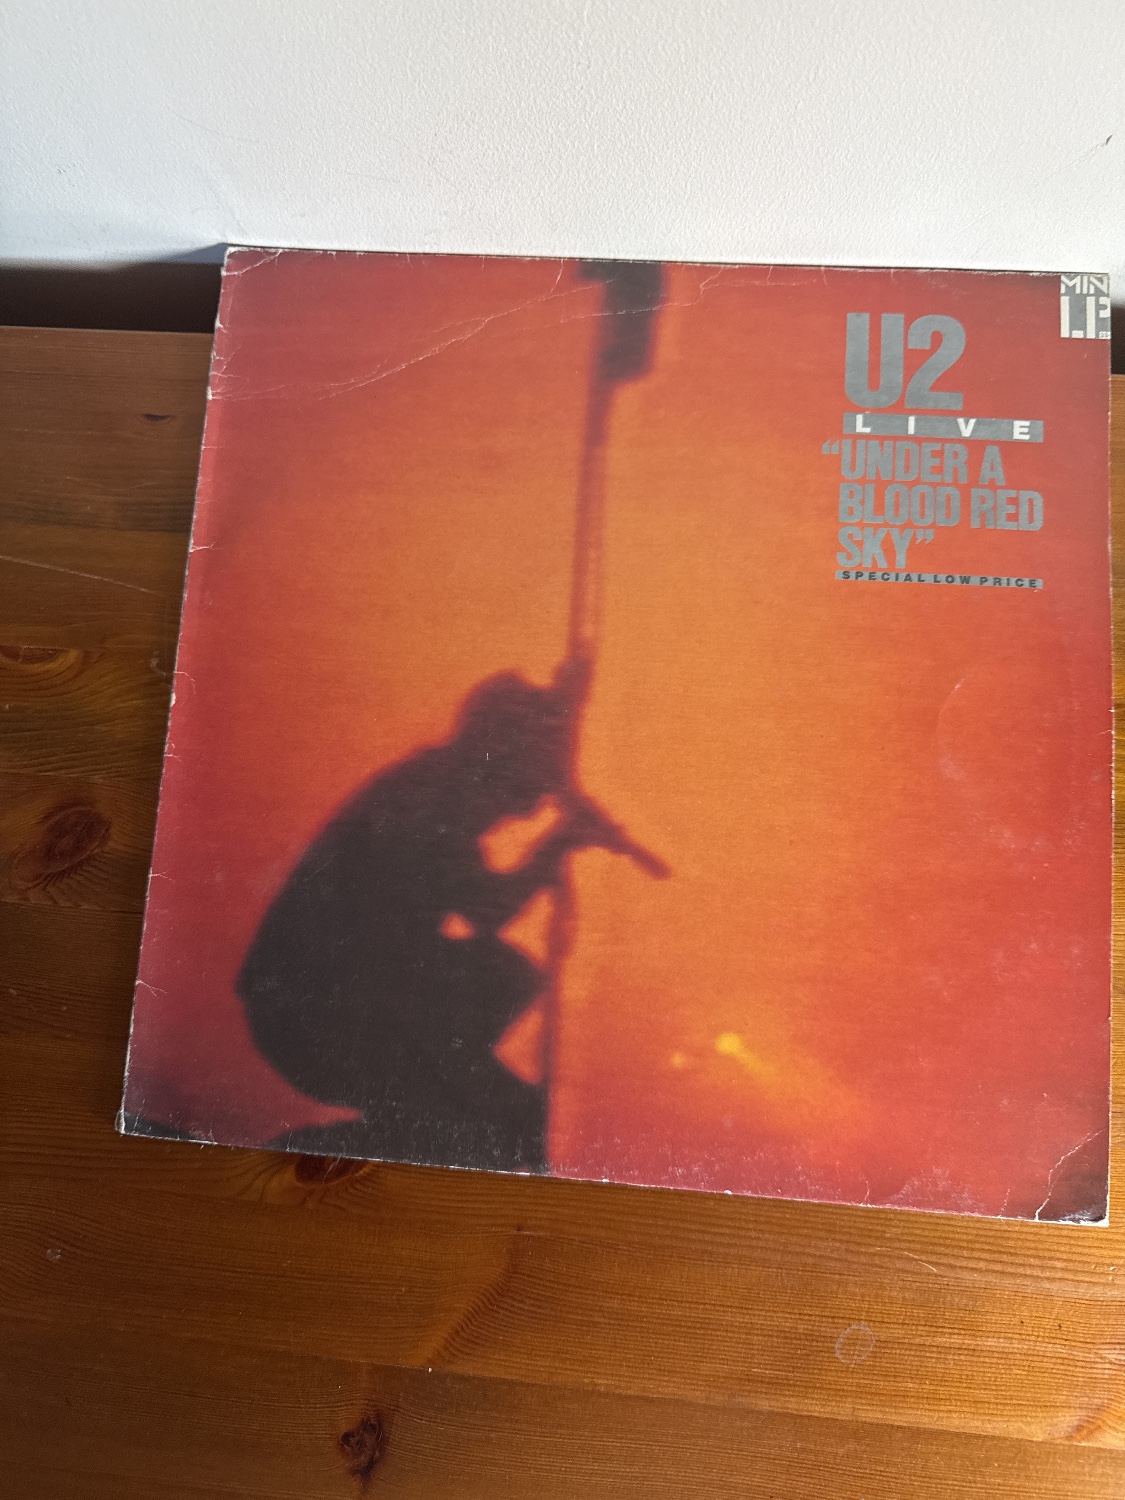 MINI
LP
U2
LIVE
“UNDER A
BLOOD RED
SKY”
SPECIAL LOW PRICE